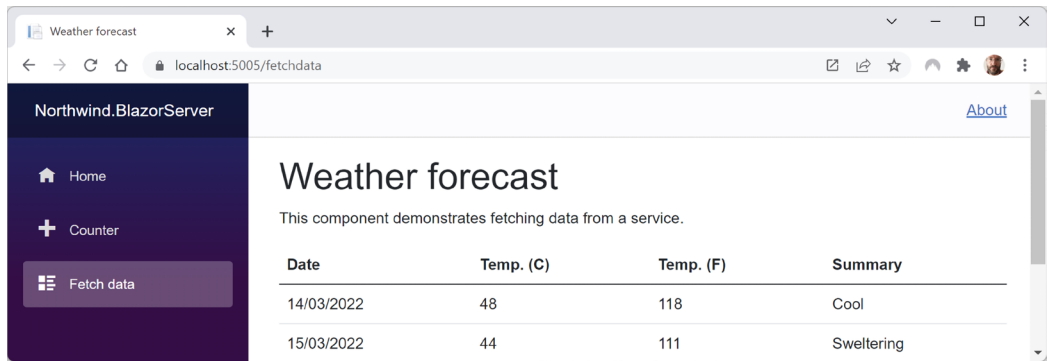 Weather forecast
localhost:5005/fetchdata
Northwind.BlazorServer
About
Home
Counter
Fetch data
Weather forecast
This component demonstrates fetching data from a service.
Date Temp. (C) Temp. (F) Summary
14/03/2022 48 118 Cool
15/03/2022 44 111 Sweltering